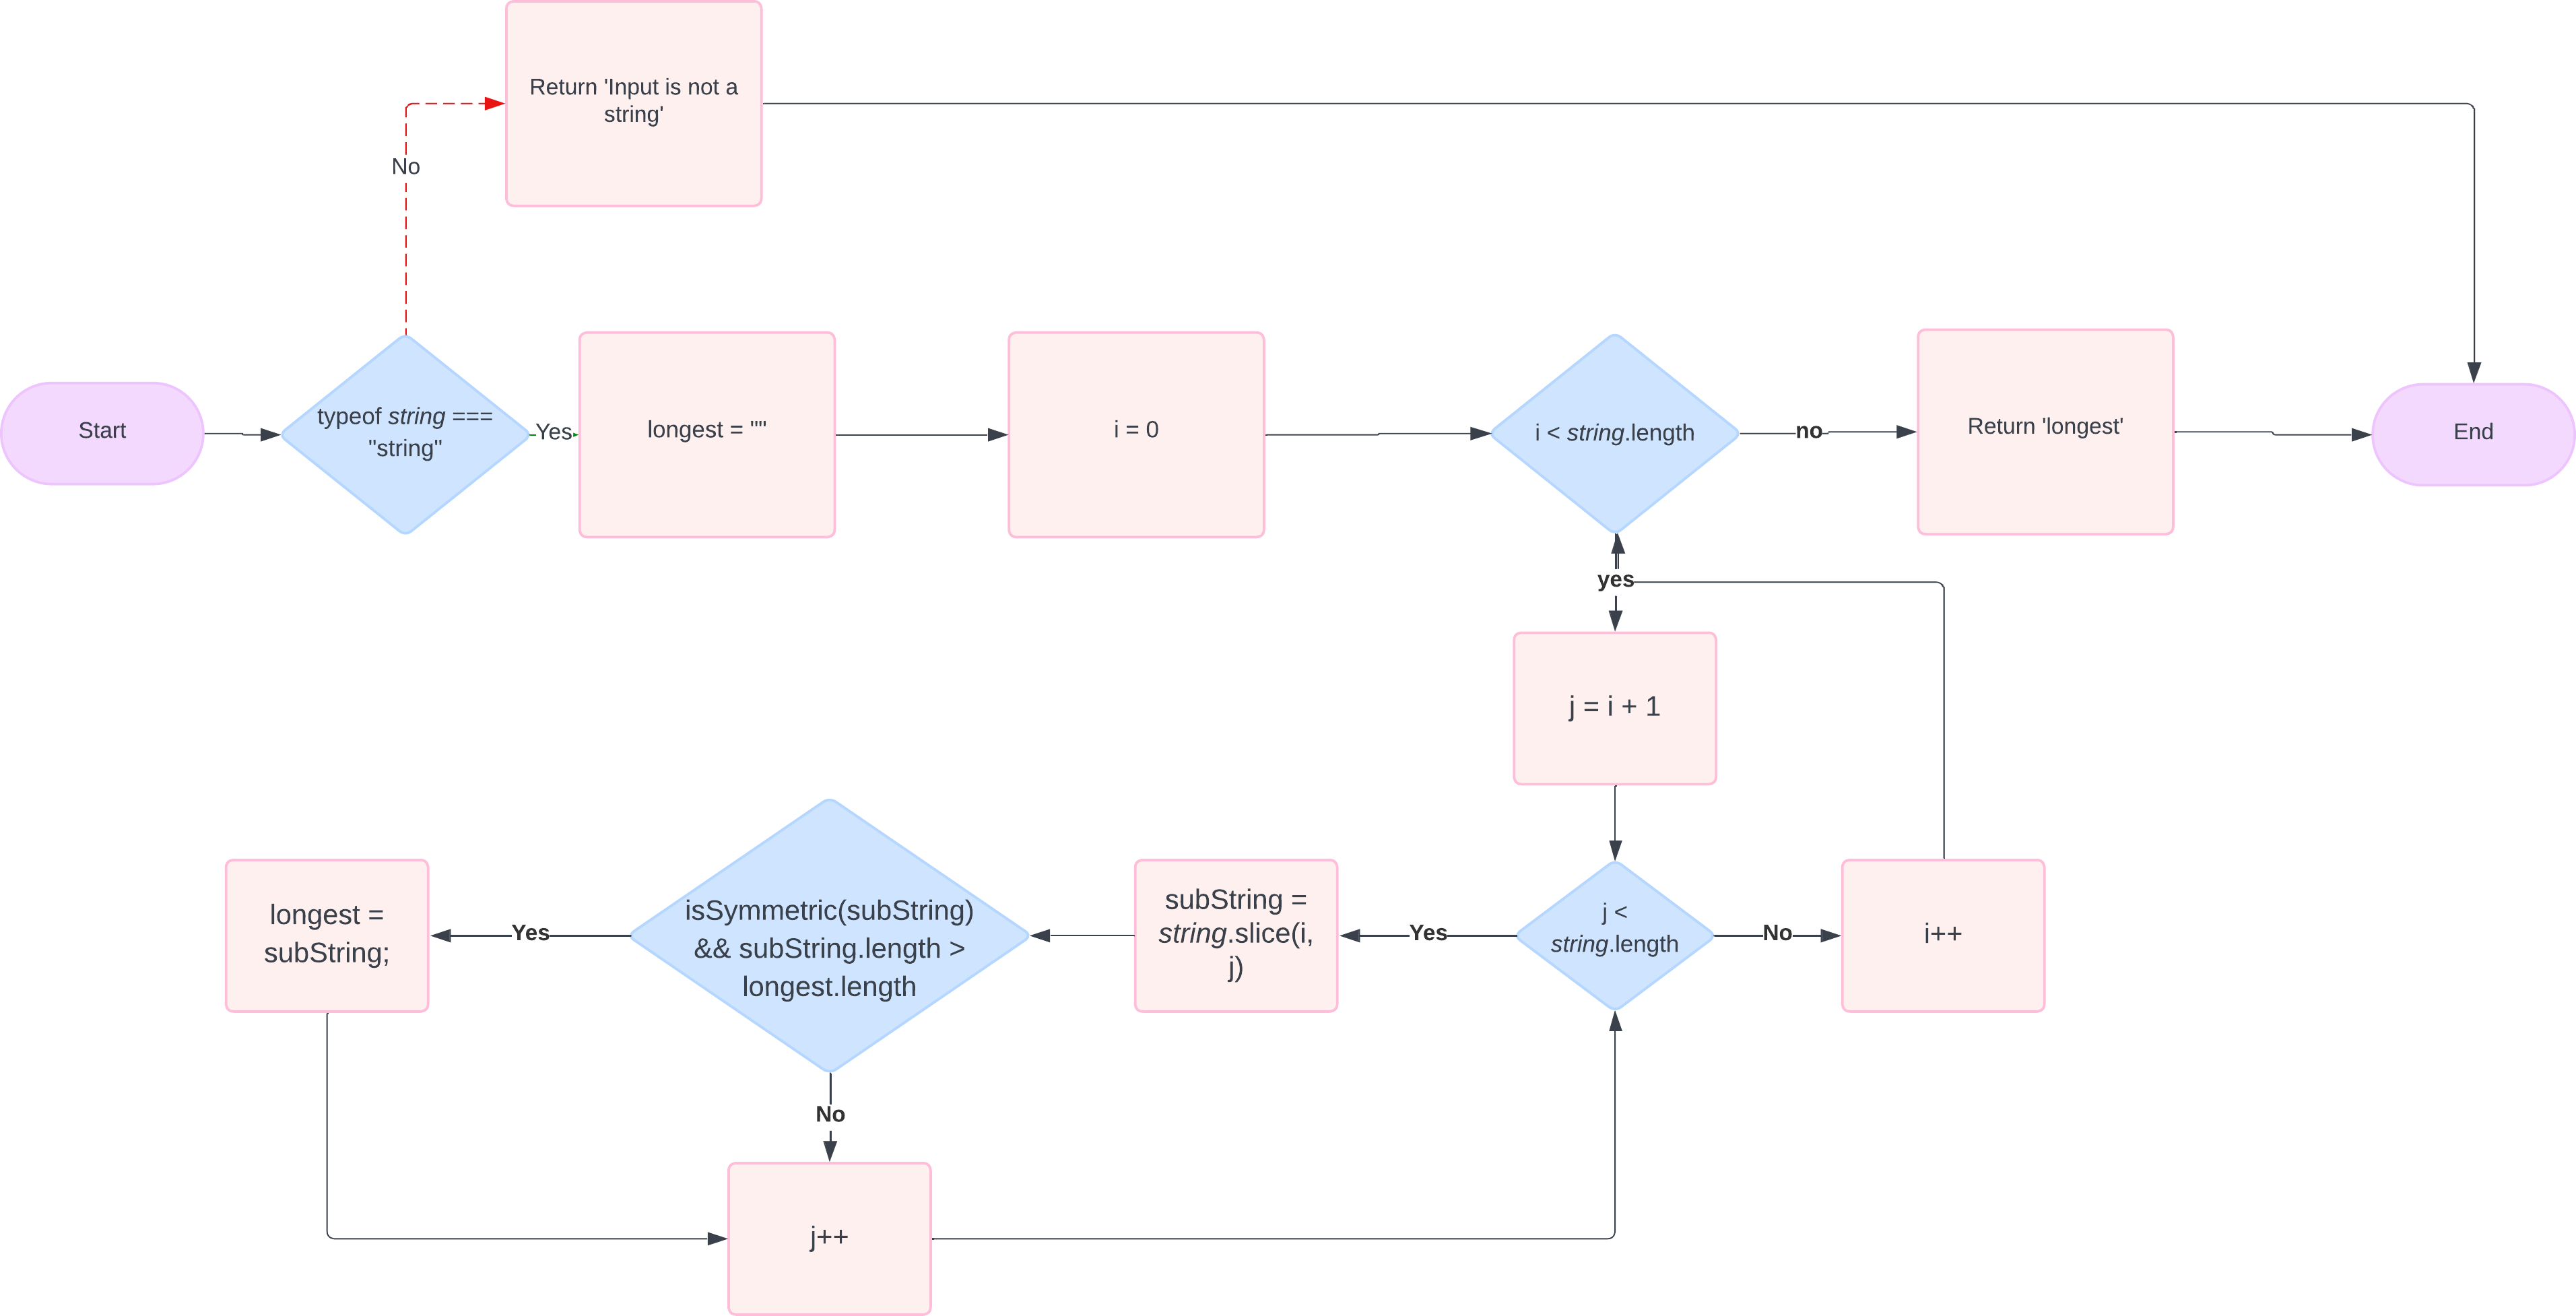 Return 'Input is not a
string'
No
Start
typeof string ===
"string"
Yes
longest = ""
i = 0
i < string.length
no
Return 'longest'
End
yes
j = i + 1
longest =
subString;
Yes
isSymmetric(subString)
&& subString.length >
longest.length
subString =
string.slice(i,
j)
Yes
j <
string.length
No
i++
No
j++